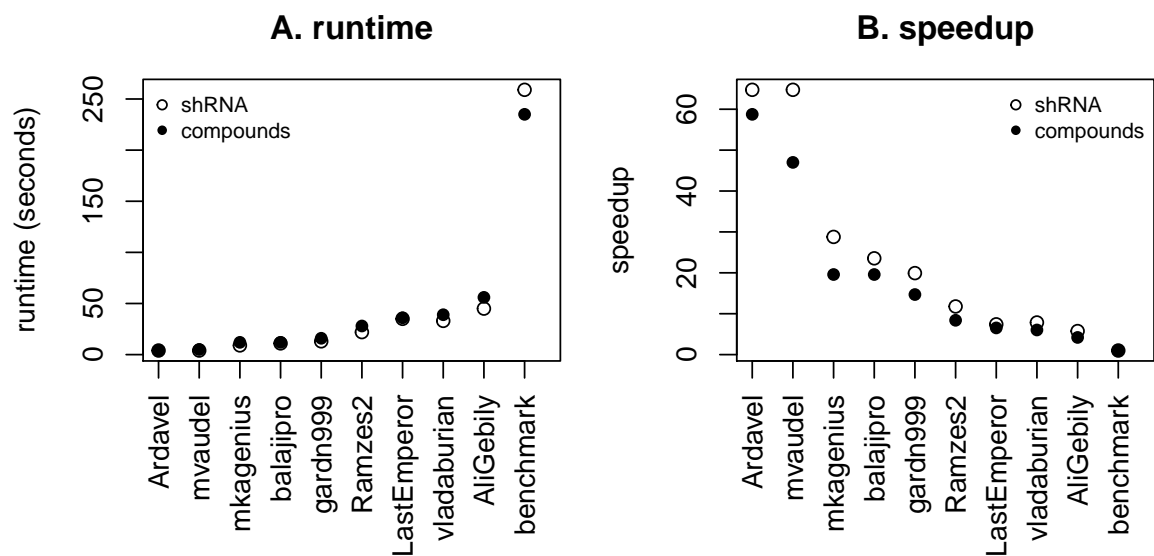 A. runtime
runtime (seconds)
250
150
50
0
shRNA
compounds
Ardavel
mvaudel
mkagenius
balajipro
gardn999
Ramzes2
LastEmperor
vladaburian
AliGebily
benchmark
B. speedup
speedup
60
40
20
0
shRNA
compounds
Ardavel
mvaudel
mkagenius
balajipro
gardn999
Ramzes2
LastEmperor
vladaburian
AliGebily
benchmark